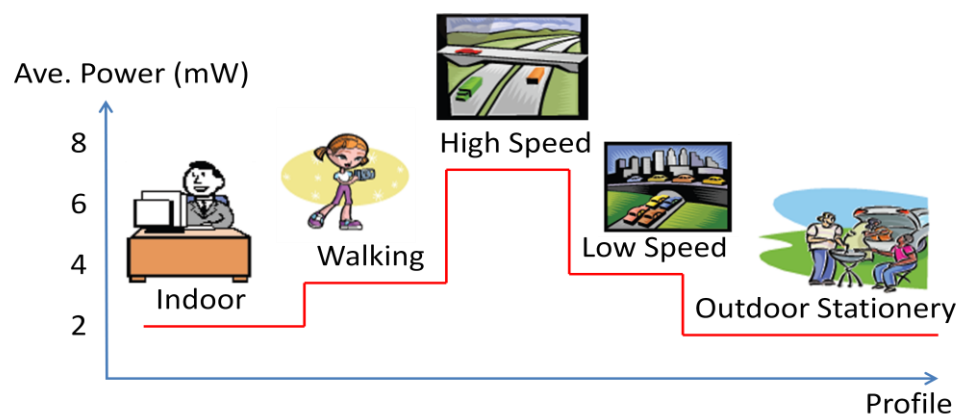 Ave. Power (mW)
8
6
4
2
Indoor
Walking
High Speed
Low Speed
Outdoor Stationery
Profile